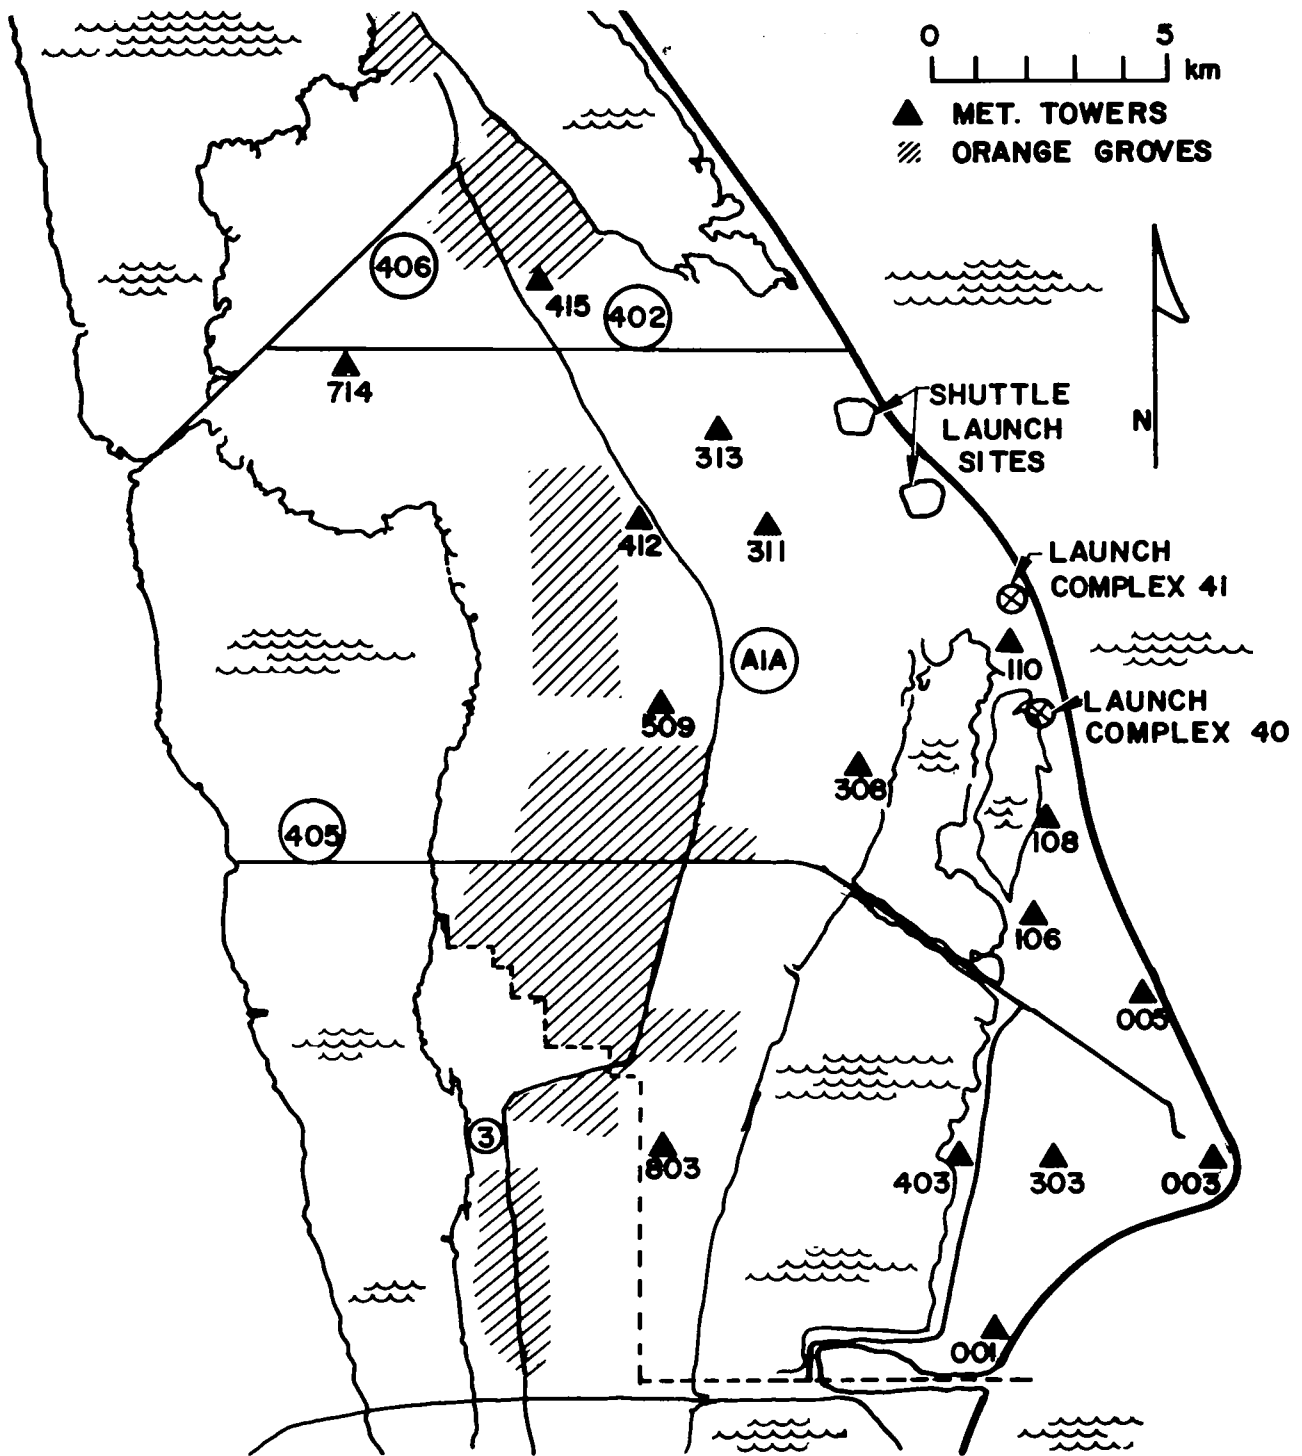 0 5
km
MET. TOWERS
ORANGE GROVES
406
415
402
714
SHUTTLE
LAUNCH
SITES
N
313
412
311
LAUNCH
COMPLEX 41
A1A
110
LAUNCH
COMPLEX 40
509
308
405
108
106
005
3
803
403
303
003
001